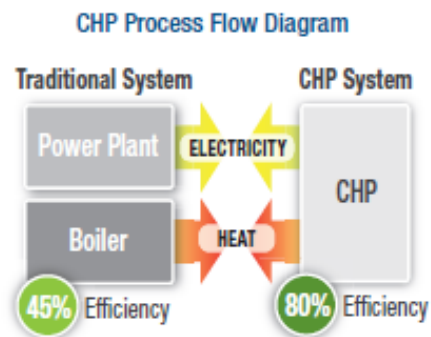 CHP Process Flow Diagram
Traditional System
CHP System
Power Plant
ELECTRICITY
CHP
Boiler
HEAT
45% Efficiency
80% Efficiency